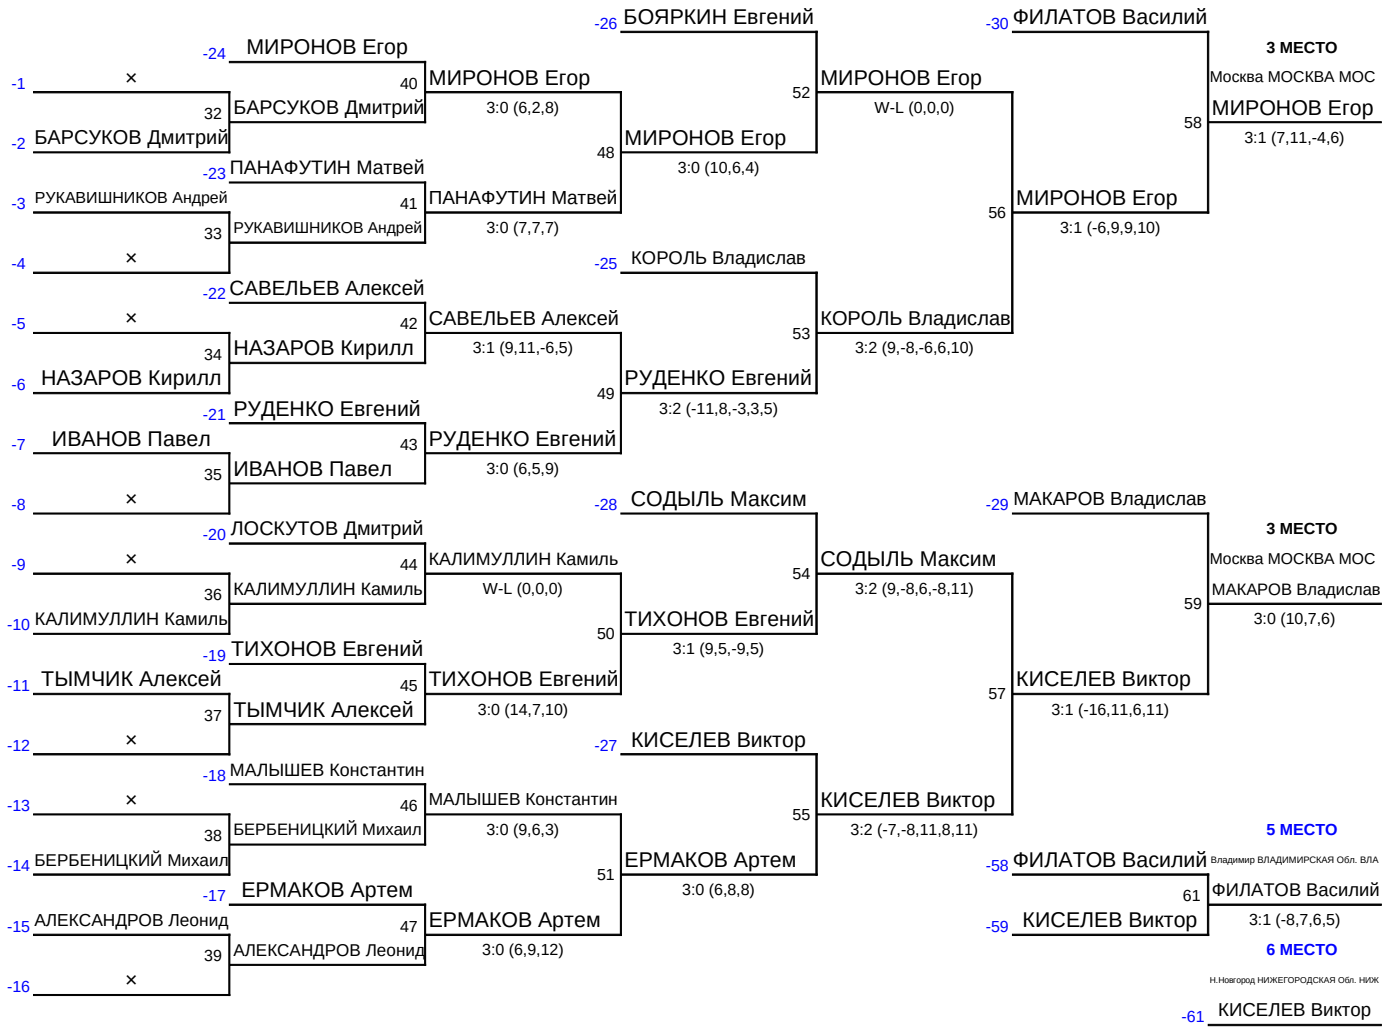 -26 БОЯРКИН Евгений
-30 ФИЛАТОВ Василий
-24 МИРОНОВ Егор
3 МЕСТО
-1 ×
40 МИРОНОВ Егор
52 МИРОНОВ Егор
Москва МОСКВА МОС
32 БАРСУКОВ Дмитрий
3:0 (6,2,8)
W-L (0,0,0)
58 МИРОНОВ Егор
-2 БАРСУКОВ Дмитрий
48 МИРОНОВ Егор
3:1 (7,11,-4,6)
-23 ПАНАФУТИН Матвей
3:0 (10,6,4)
-3 РУКАВИШНИКОВ Андрей
41 ПАНАФУТИН Матвей
56 МИРОНОВ Егор
33 РУКАВИШНИКОВ Андрей
3:0 (7,7,7)
3:1 (-6,9,9,10)
-4 ×
-25 КОРОЛЬ Владислав
-22 САВЕЛЬЕВ Алексей
-5 ×
42 САВЕЛЬЕВ Алексей
53 КОРОЛЬ Владислав
34 НАЗАРОВ Кирилл
3:1 (9,11,-6,5)
3:2 (9,-8,-6,6,10)
-6 НАЗАРОВ Кирилл
49 РУДЕНКО Евгений
-21 РУДЕНКО Евгений
3:2 (-11,8,-3,3,5)
-7 ИВАНОВ Павел
43 РУДЕНКО Евгений
35 ИВАНОВ Павел
3:0 (6,5,9)
-8 ×
-28 СОДЫЛЬ Максим
-29 МАКАРОВ Владислав
-20 ЛОСКУТОВ Дмитрий
3 МЕСТО
-9 ×
44 КАЛИМУЛЛИН Камиль
54 СОДЫЛЬ Максим
Москва МОСКВА МОС
36 КАЛИМУЛЛИН Камиль
W-L (0,0,0)
3:2 (9,-8,6,-8,11)
59 МАКАРОВ Владислав
-10 КАЛИМУЛЛИН Камиль
50 ТИХОНОВ Евгений
3:0 (10,7,6)
-19 ТИХОНОВ Евгений
3:1 (9,5,-9,5)
-11 ТЫМЧИК Алексей
45 ТИХОНОВ Евгений
57 КИСЕЛЕВ Виктор
37 ТЫМЧИК Алексей
3:0 (14,7,10)
3:1 (-16,11,6,11)
-12 ×
-27 КИСЕЛЕВ Виктор
-18 МАЛЫШЕВ Константин
-13 ×
46 МАЛЫШЕВ Константин
55 КИСЕЛЕВ Виктор
38 БЕРБЕНИЦКИЙ Михаил
3:0 (9,6,3)
3:2 (-7,-8,11,8,11)
5 МЕСТО
-14 БЕРБЕНИЦКИЙ Михаил
51 ЕРМАКОВ Артем
-58 ФИЛАТОВ Василий
Владимир ВЛАДИМИРСКАЯ Обл. ВЛА
-17 ЕРМАКОВ Артем
3:0 (6,8,8)
61 ФИЛАТОВ Василий
-15 АЛЕКСАНДРОВ Леонид
47 ЕРМАКОВ Артем
-59 КИСЕЛЕВ Виктор
3:1 (-8,7,6,5)
39 АЛЕКСАНДРОВ Леонид
3:0 (6,9,12)
6 МЕСТО
-16 ×
Н.Новгород НИЖЕГОРОДСКАЯ Обл. НИЖ
-61 КИСЕЛЕВ Виктор